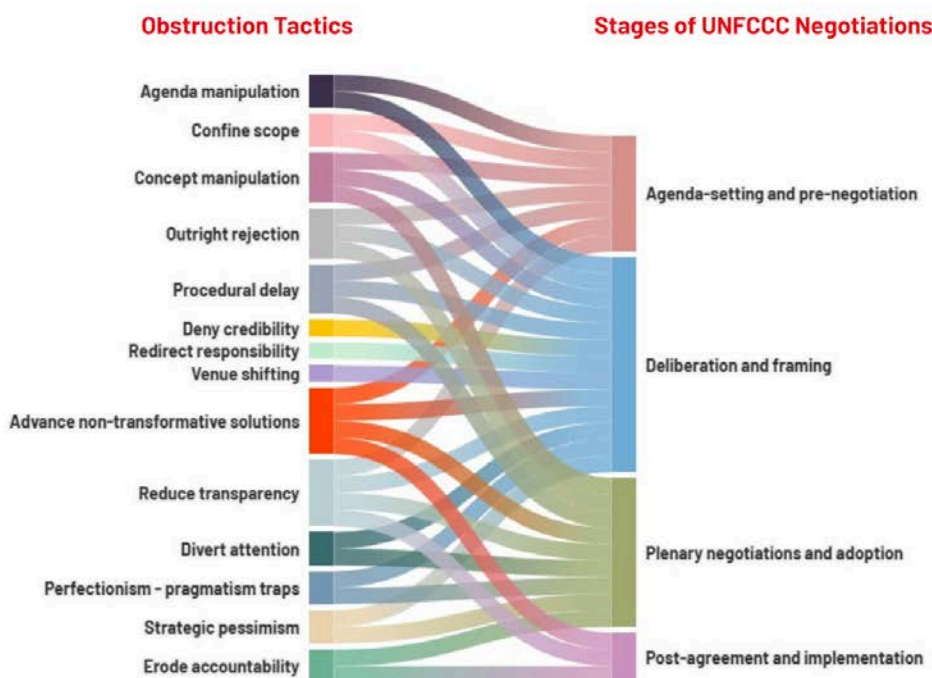 Obstruction Tactics
Stages of UNFCCC Negotiations
Agenda manipulation
Confine scope
Concept manipulation
Outright rejection
Procedural delay
Deny credibility
Redirect responsibility
Venue shifting
Advance non-transformative solutions
Reduce transparency
Divert attention
Perfectionism - pragmatism traps
Strategic pessimism
Erode accountability
Agenda-setting and pre-negotiation
Deliberation and framing
Plenary negotiations and adoption
Post-agreement and implementation